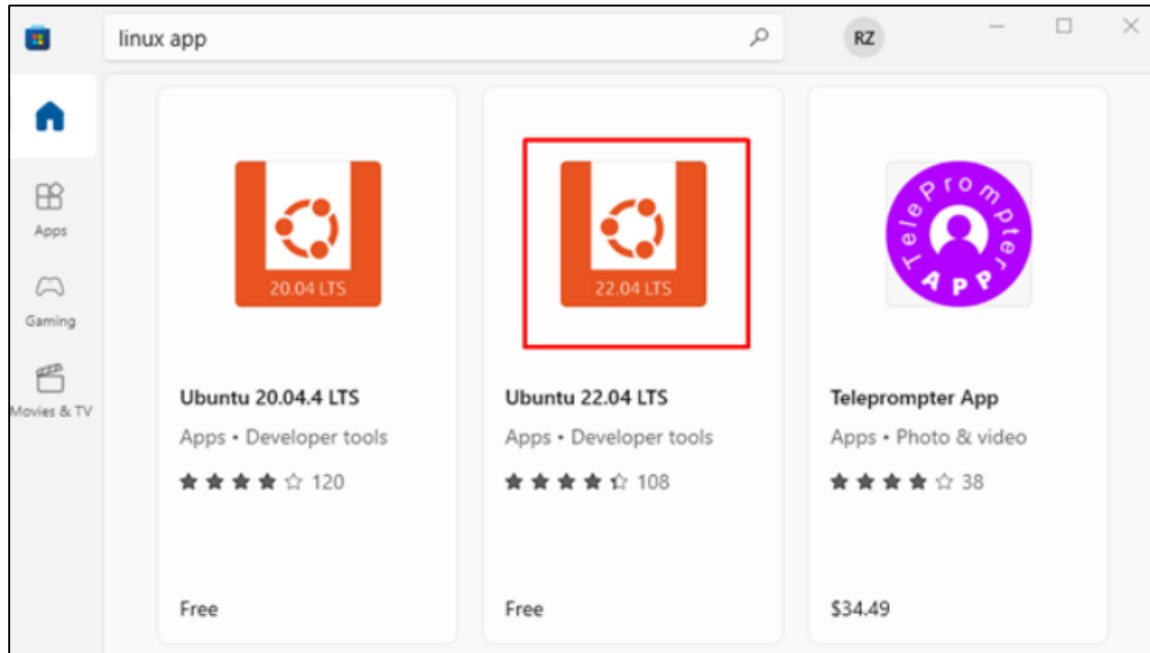 linux app
RZ
Apps
Gaming
Movies & TV
20.04 LTS
Ubuntu 20.04.4 LTS
Apps • Developer tools
120
Free
22.04 LTS
Ubuntu 22.04 LTS
Apps • Developer tools
108
Free
TelePrompter
APP
Teleprompter App
Apps • Photo & video
38
$34.49